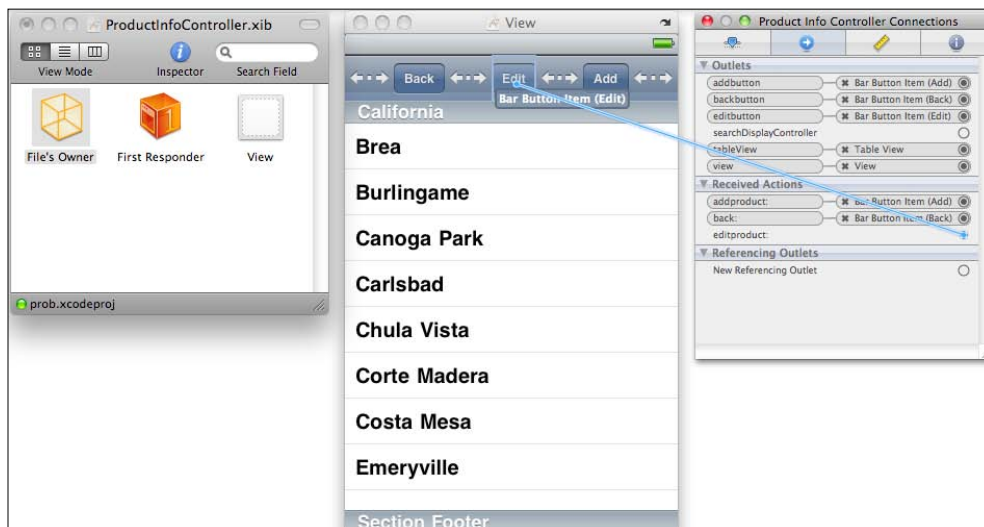 ProductInfoController.xib
View Mode
Inspector
Search Field
File's Owner
First Responder
View
prob.xcodeproj
View
Back
Edit
Add
Bar Button Item (Edit)
California
Brea
Burlingame
Canoga Park
Carlsbad
Chula Vista
Corte Madera
Costa Mesa
Emeryville
Section Footer
Product Info Controller Connections
Outlets
addbutton Bar Button Item (Add)
backbutton Bar Button Item (Back)
editbutton Bar Button Item (Edit)
searchDisplayController
tableView Table View
view View
Received Actions
addproduct: Bar Button Item (Add)
back: Bar Button Item (Back)
editproduct:
Referencing Outlets
New Referencing Outlet